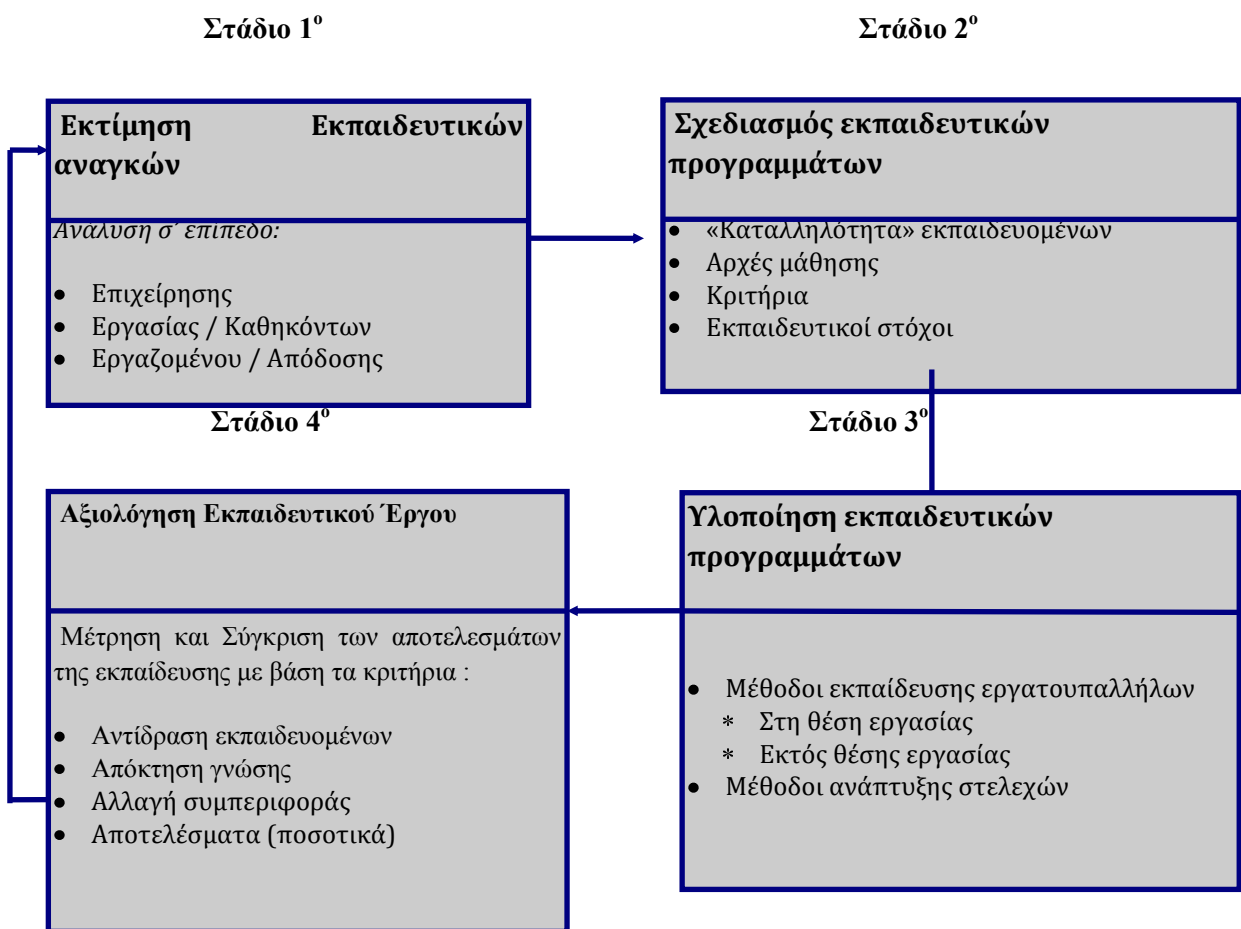 Στάδιο 1ο
Στάδιο 2ο
Εκτίμηση Εκπαιδευτικών
αναγκών
Ανάλυση σ’ επίπεδο:
• Επιχείρησης
• Εργασίας / Καθηκόντων
• Εργαζομένου / Απόδοσης
Σχεδιασμός εκπαιδευτικών
προγραμμάτων
• «Καταλληλότητα» εκπαιδευομένων
• Αρχές μάθησης
• Κριτήρια
• Εκπαιδευτικοί στόχοι
Στάδιο 4ο
Στάδιο 3ο
Αξιολόγηση Εκπαιδευτικού Έργου
Μέτρηση και Σύγκριση των αποτελεσμάτων
της εκπαίδευσης με βάση τα κριτήρια :
• Αντίδραση εκπαιδευομένων
• Απόκτηση γνώσης
• Αλλαγή συμπεριφοράς
• Αποτελέσματα (ποσοτικά)
Υλοποίηση εκπαιδευτικών
προγραμμάτων
• Μέθοδοι εκπαίδευσης εργατουπαλλήλων
* Στη θέση εργασίας
* Εκτός θέσης εργασίας
• Μέθοδοι ανάπτυξης στελεχών